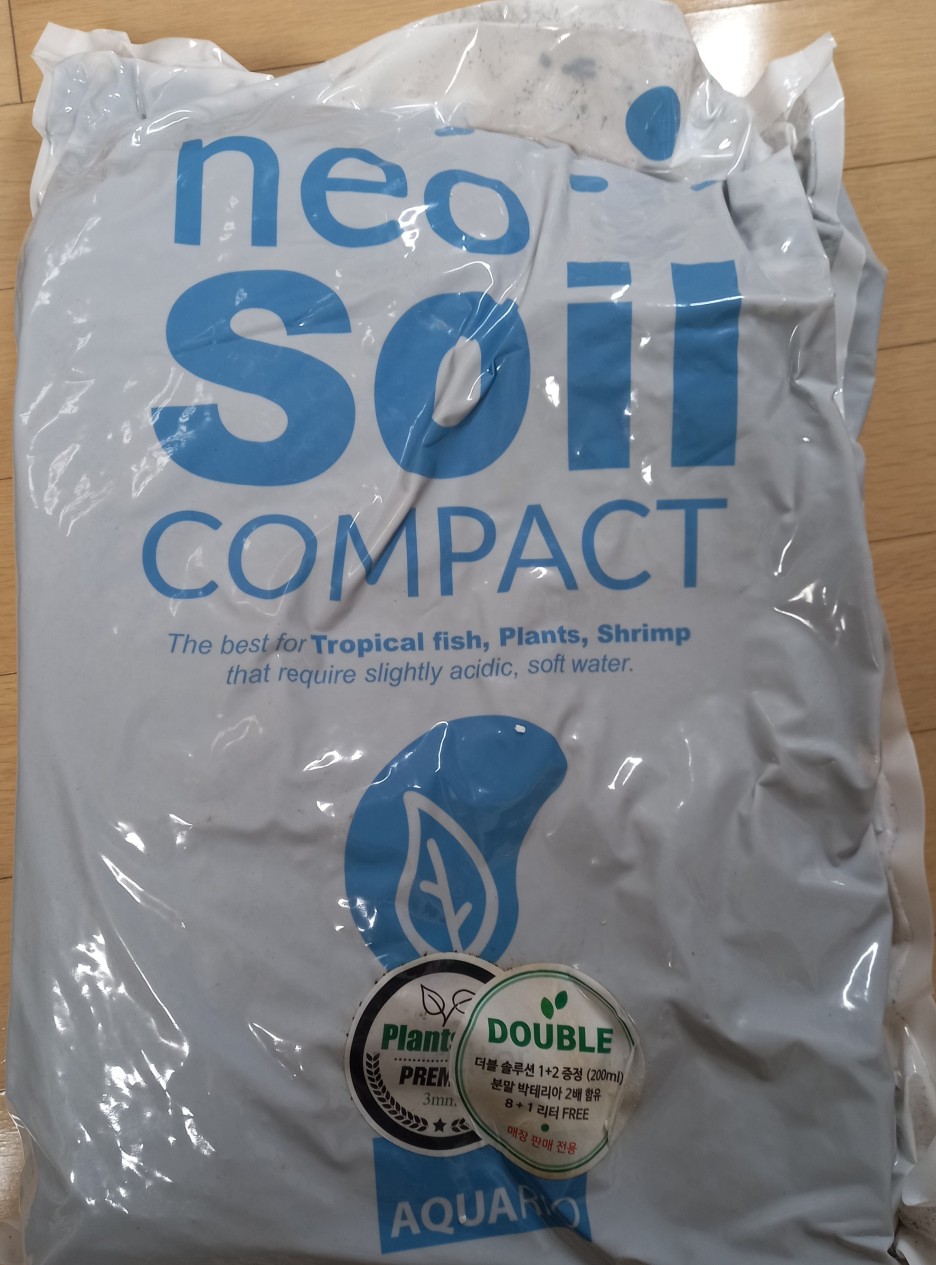 neo
Soil
COMPACT
The best for Tropical fish, Plants, Shrimp
that require slightly acidic, soft water.
Plants
PREM
3mm
DOUBLE
더블 솔루션 1+2 증정 (200ml)
분말 박테리아 2배 함유
8 + 1 리터 FREE
매장 판매 전용
AQUARIO